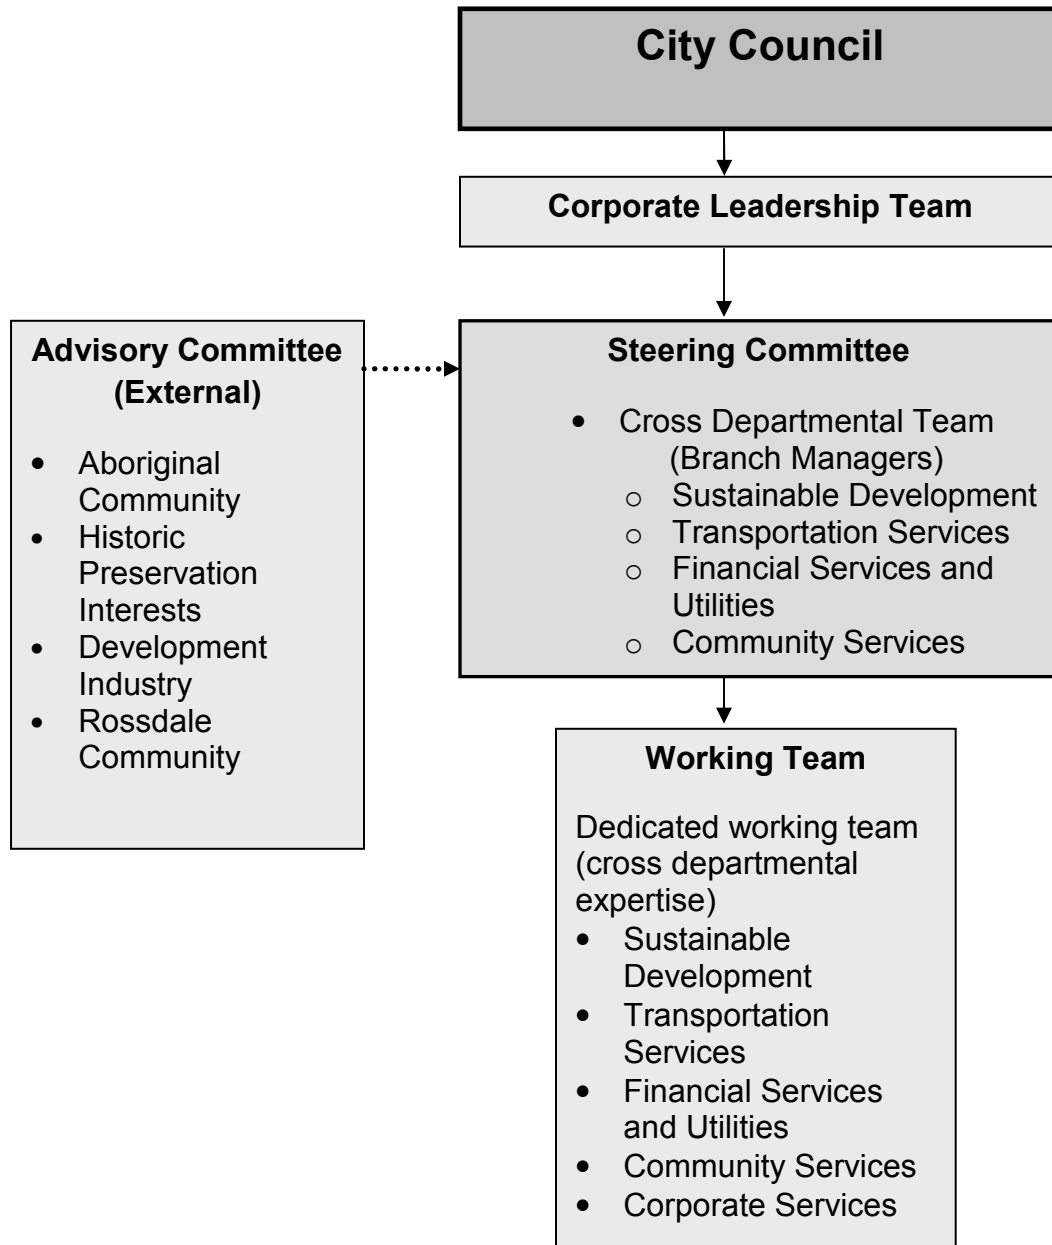 City Council
Corporate Leadership Team
Advisory Committee
(External)
• Aboriginal
Community
• Historic
Preservation
Interests
• Development
Industry
• Rossdale
Community
Steering Committee
• Cross Departmental Team
(Branch Managers)
o Sustainable Development
o Transportation Services
o Financial Services and
Utilities
o Community Services
Working Team
Dedicated working team
(cross departmental
expertise)
• Sustainable
Development
• Transportation
Services
• Financial Services
and Utilities
• Community Services
• Corporate Services